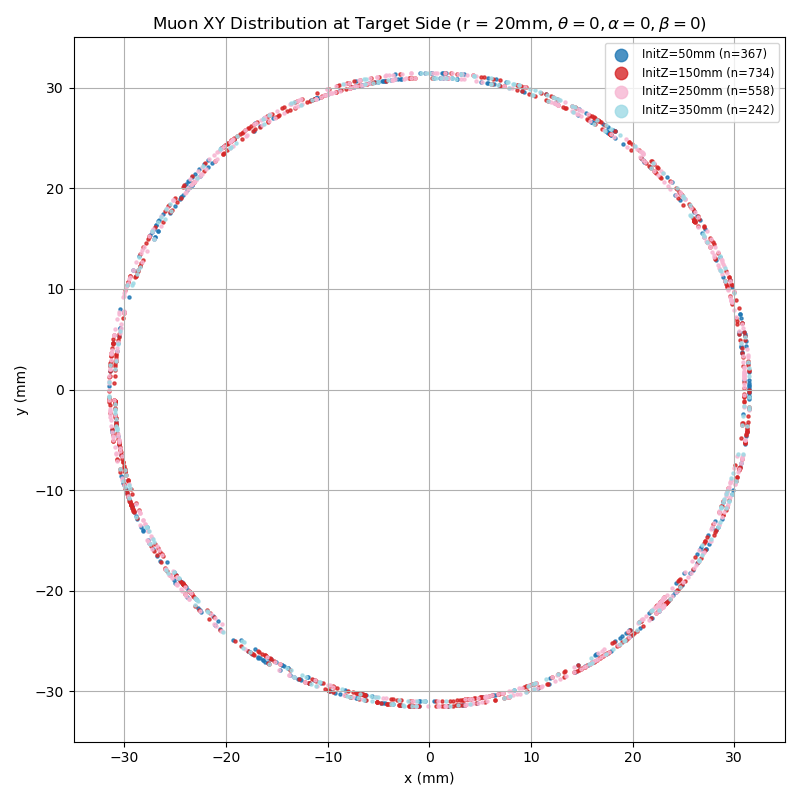 Muon XY Distribution at Target Side (r = 20mm, θ = 0, α = 0, β = 0)
InitZ=50mm (n=367)
InitZ=150mm (n=734)
InitZ=250mm (n=558)
InitZ=350mm (n=242)
30
20
10
0
−10
−20
−30
y (mm)
−30 −20 −10 0 10 20 30
x (mm)